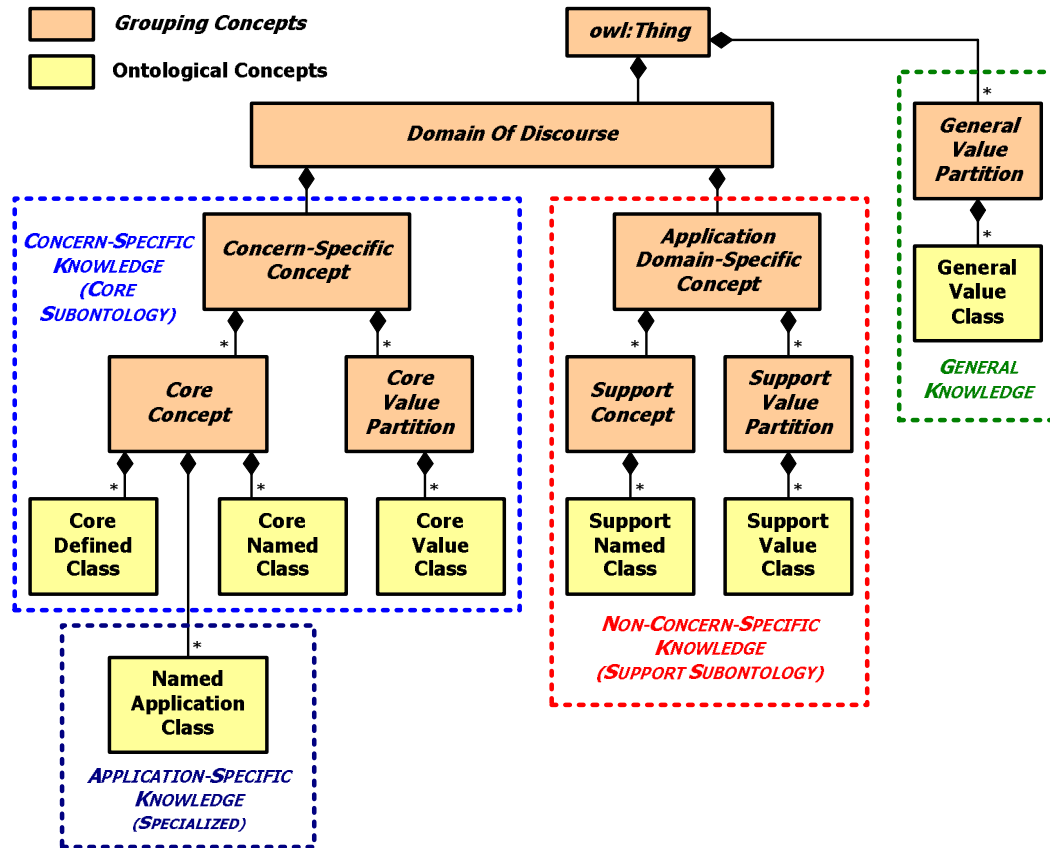 Grouping Concepts
Ontological Concepts
owl:Thing
*
Domain Of Discourse
General
Value
Partition
*
General
Value
Class
GENERAL
KNOWLEDGE
CONCERN-SPECIFIC
KNOWLEDGE
(CORE
SUBONTOLOGY)
Concern-Specific
Concept
*
*
Core
Concept
Core
Value
Partition
*
*
*
Core
Defined
Class
Core
Named
Class
Core
Value
Class
Application
Domain-Specific
Concept
*
*
Support
Concept
Support
Value
Partition
*
*
Support
Named
Class
Support
Value
Class
NON-CONCERN-SPECIFIC
KNOWLEDGE
(SUPPORT SUBONTOLOGY)
*
Named
Application
Class
APPLICATION-SPECIFIC
KNOWLEDGE
(SPECIALIZED)